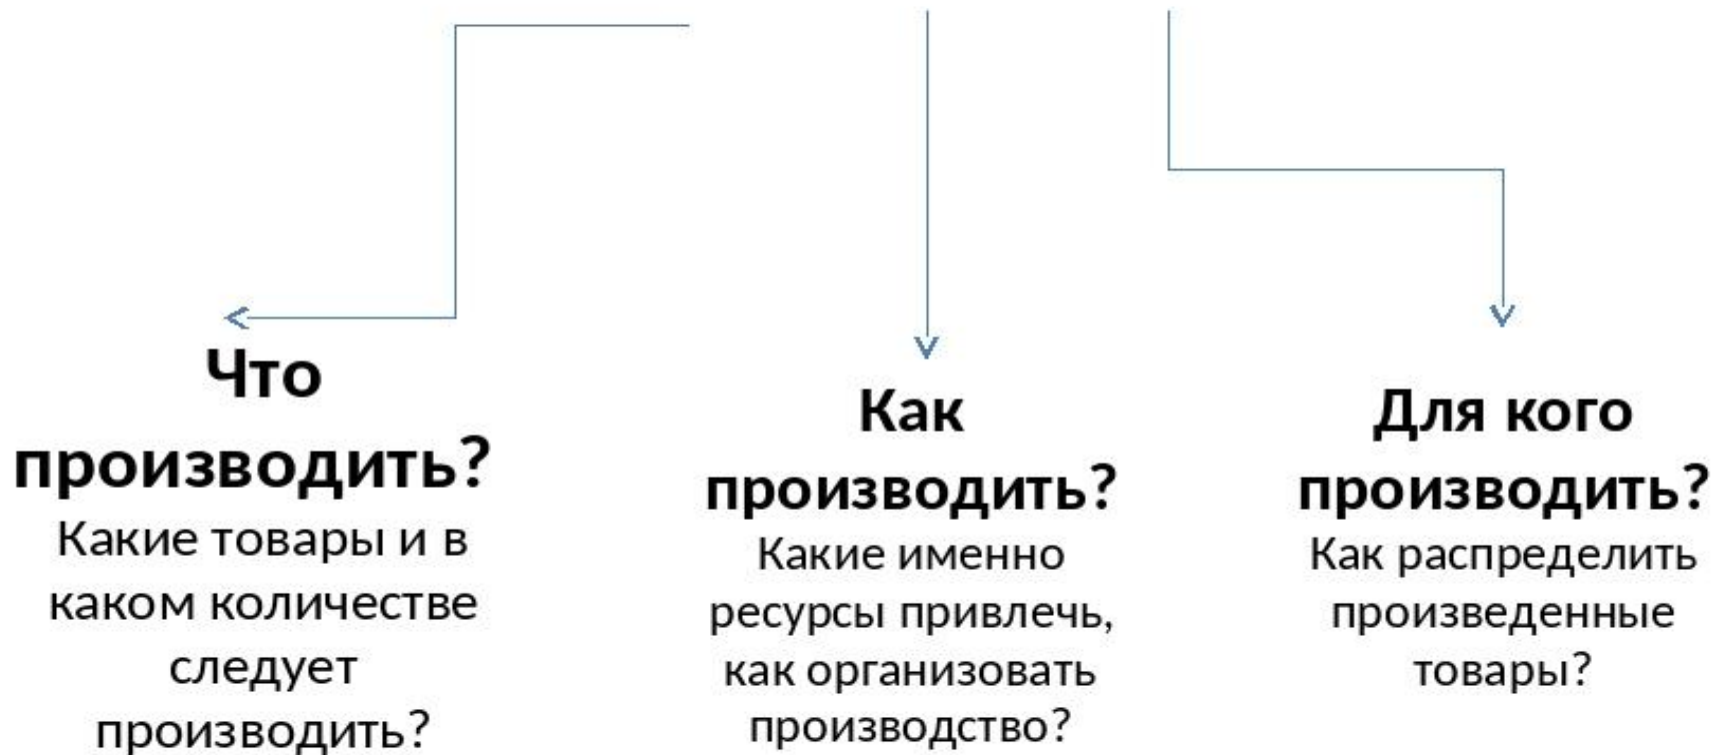 Что
производить?
Какие товары и в
каком количестве
следует
производить?
Как
производить?
Какие именно
ресурсы привлечь,
как организовать
производство?
Для кого
производить?
Как распределить
произведенные
товары?